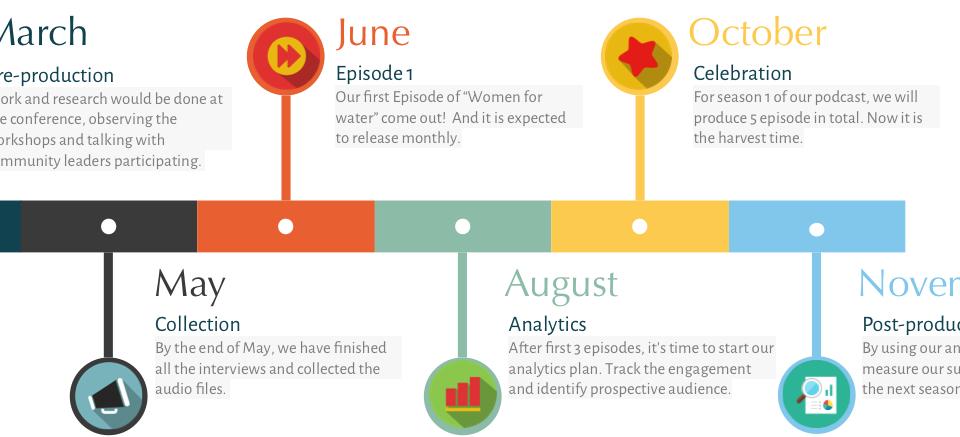 March
re-production
ork and research would be done at
e conference, observing the
orkshops and talking with
mmunity leaders participating.
June
Episode 1
Our first Episode of “Women for
water” come out!  And it is expected
to release monthly.
October
Celebration
For season 1 of our podcast, we will
produce 5 episode in total. Now it is
the harvest time.
May
Collection
By the end of May, we have finished
all the interviews and collected the
audio files.
August
Analytics
After first 3 episodes, it's time to start our
analytics plan. Track the engagement
and identify prospective audience.
Nover
Post-produc
By using our an
measure our su
the next season